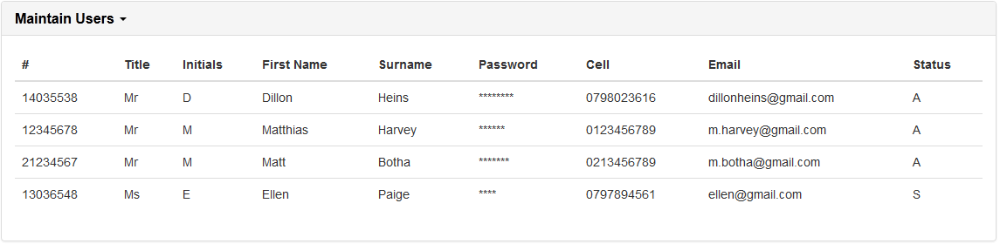 Maintain Users
# Title Initials First Name Surname Password Cell Email Status
14035538 Mr D Dillon Heins ******** 0798023616 dillonheins@gmail.com A
12345678 Mr M Matthias Harvey ****** 0123456789 m.harvey@gmail.com A
21234567 Mr M Matt Botha ******* 0213456789 m.botha@gmail.com A
13036548 Ms E Ellen Paige **** 0797894561 ellen@gmail.com S